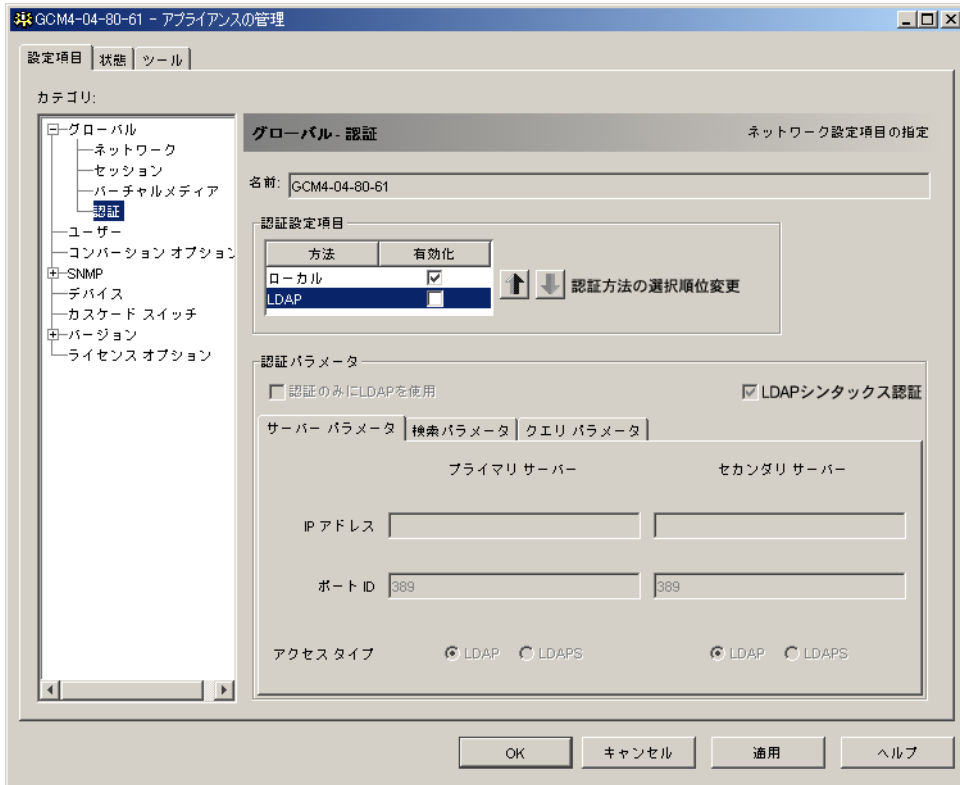 GCM4-04-80-61 - アプライアンスの管理
設定項目 状態 ツール
カテゴリ:
グローバル
ネットワーク
セッション
バーチャルメディア
認証
ユーザー
コンバーション オプション
SNMP
デバイス
カスケード スイッチ
バージョン
ライセンス オプション
グローバル - 認証 ネットワーク設定項目の指定
名前: GCM4-04-80-61
認証設定項目
方法 有効化
ローカル
LDAP
認証方法の選択順位変更
認証パラメータ
認証のみにLDAPを使用 LDAPシンタックス認証
サーバー パラメータ 検索パラメータ クエリ パラメータ
プライマリ サーバー セカンダリ サーバー
IP アドレス
ポート ID 389 389
アクセス タイプ LDAP LDAPS LDAP LDAPS
OK キャンセル 適用 ヘルプ